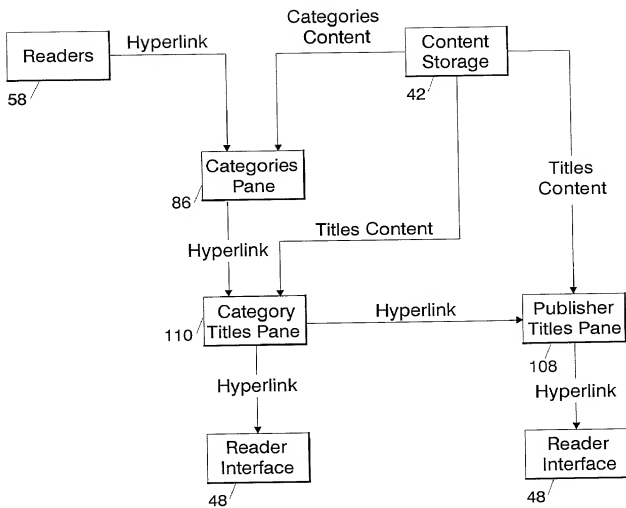 Categories
Content
Readers
Hyperlink
Content
Storage
58
42
Categories
Pane
86
Titles
Content
Titles Content
Hyperlink
Category
Titles Pane
110
Hyperlink
Publisher
Titles Pane
108
Hyperlink
Hyperlink
Reader
Interface
48
Reader
Interface
48